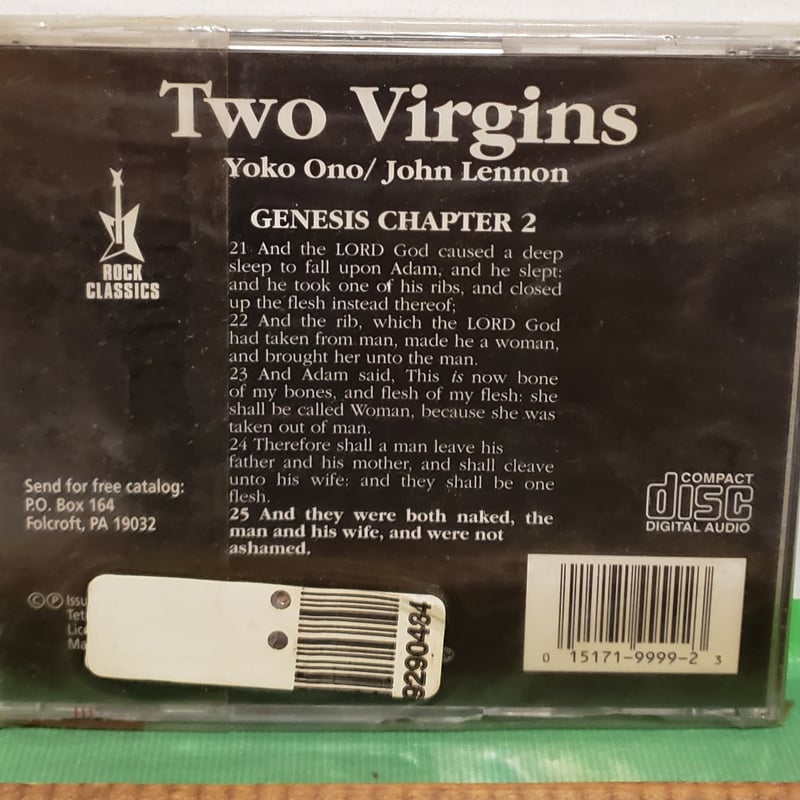 Two Virgins
Yoko Ono/ John Lennon
GENESIS CHAPTER 2
21 And the LORD God caused a deep
sleep to fall upon Adam, and he slept:
and he took one of his ribs, and closed
up the flesh instead thereof;
22 And the rib, which the LORD God
had taken from man, made he a woman,
and brought her unto the man.
23 And Adam said, This is now bone
of my bones, and flesh of my flesh: she
shall be called Woman, because she was
taken out of man.
24 Therefore shall a man leave his
father and his mother, and shall cleave
unto his wife: and they shall be one
flesh.
25 And they were both naked, the
man and his wife, and were not
ashamed.
ROCK
CLASSICS
Send for free catalog:
P.O. Box 164
Folcroft, PA 19032
COMPACT
disc
DIGITAL AUDIO
©℗ Issu
Tet
Lic
Ma
9290484
0 15171-9999-2 3